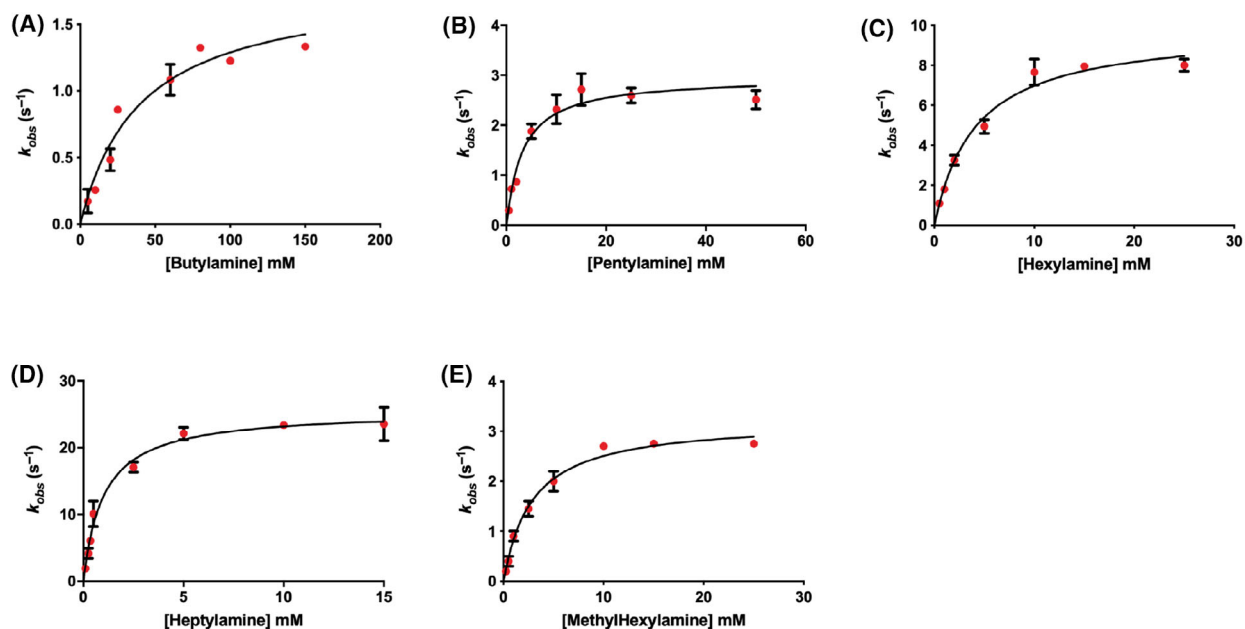 (A)
1.5
1.0
0.5
0.0
k_obs (s⁻¹)
0 50 100 150 200
[Butylamine] mM
(B)
4
3
2
1
0
k_obs (s⁻¹)
0 20 40 60
[Pentylamine] mM
(C)
10
8
6
4
2
0
k_obs (s⁻¹)
0 10 20 30
[Hexylamine] mM
(D)
30
20
10
0
k_obs (s⁻¹)
0 5 10 15
[Heptylamine] mM
(E)
4
3
2
1
0
k_obs (s⁻¹)
0 10 20 30
[MethylHexylamine] mM